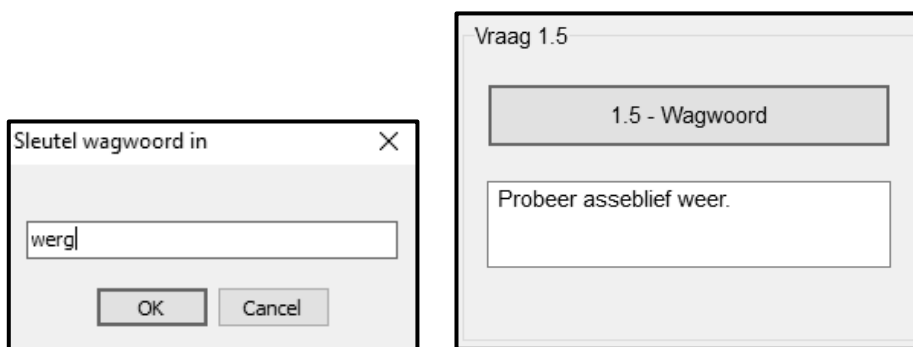 Sleutel wagwoord in
werg
OK
Cancel
Vraag 1.5
1.5 - Wagwoord
Probeer asseblief weer.